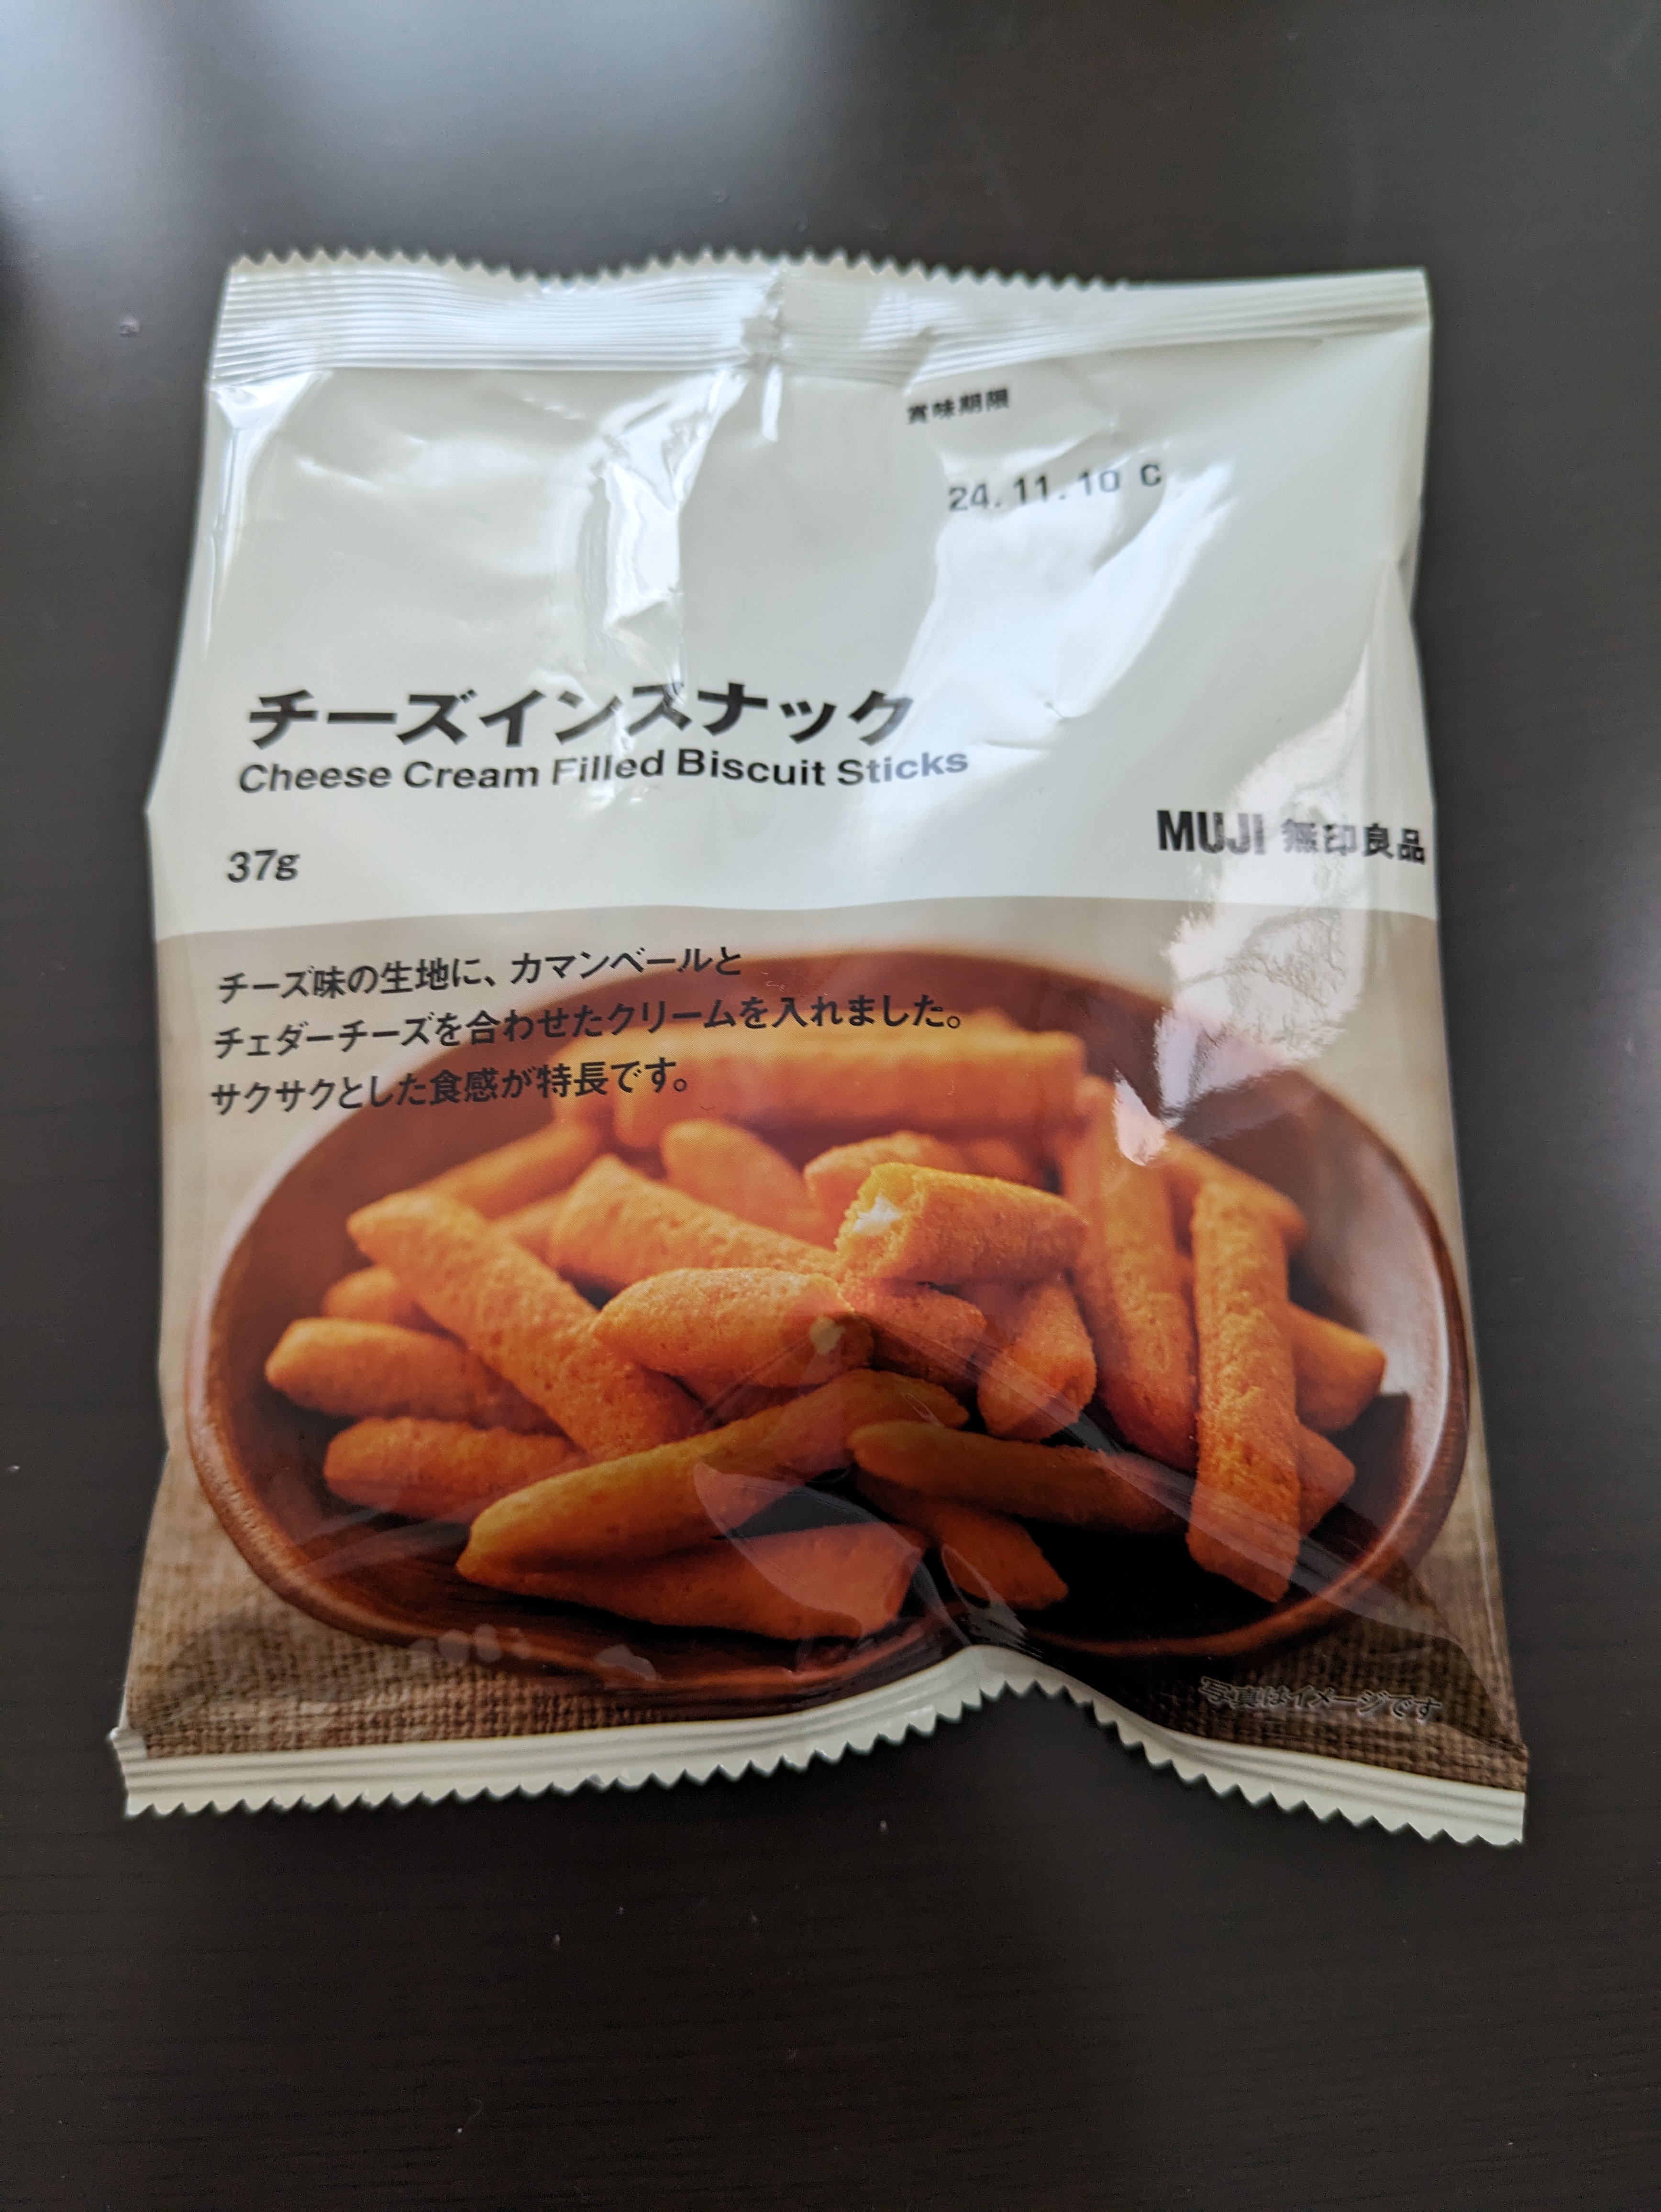 賞味期限
24.11.10 C
チーズインスナック
Cheese Cream Filled Biscuit Sticks
37g
MUJI 無印良品
チーズ味の生地に、カマンベールと
チェダーチーズを合わせたクリームを入れました。
サクサクとした食感が特長です。
写真はイメージです